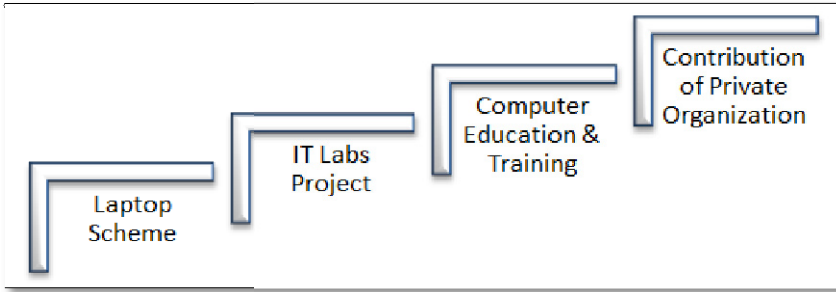 Laptop
Scheme
IT Labs
Project
Computer
Education &
Training
Contribution
of Private
Organization